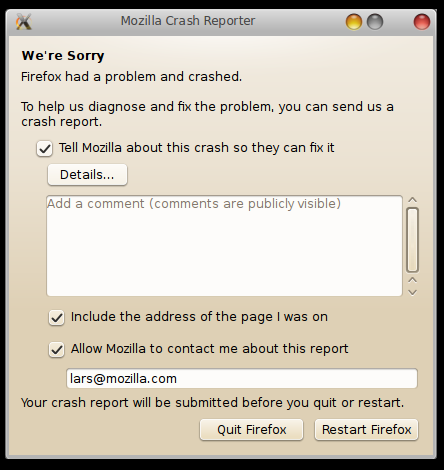 Mozilla Crash Reporter
We're Sorry
Firefox had a problem and crashed.
To help us diagnose and fix the problem, you can send us a
crash report.
Tell Mozilla about this crash so they can fix it
Details...
Add a comment (comments are publicly visible)
Include the address of the page I was on
Allow Mozilla to contact me about this report
lars@mozilla.com
Your crash report will be submitted before you quit or restart.
Quit Firefox Restart Firefox